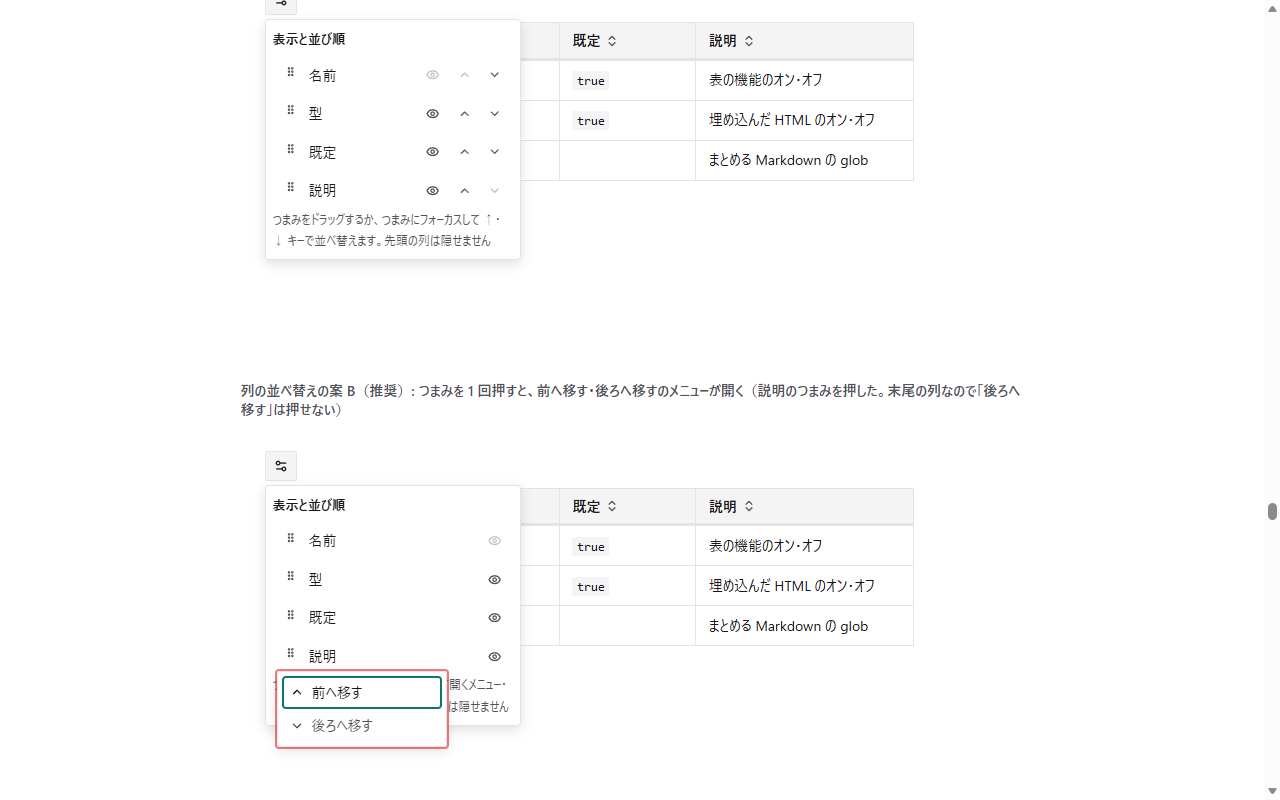 表示と並び順
名前
型
既定
説明
つまみをドラッグするか、つまみにフォーカスして ↑・
↓ キーで並べ替えます。先頭の列は隠せません
既定 説明
true 表の機能のオン・オフ
true 埋め込んだ HTML のオン・オフ
まとめる Markdown の glob
列の並べ替えの案 B（推奨）: つまみを 1 回押すと、前へ移す・後ろへ移すのメニューが開く（説明のつまみを押した。末尾の列なので「後ろへ
移す」は押せない）
表示と並び順
名前
型
既定
説明
開くメニュー・
は隠せません
前へ移す
後ろへ移す
既定 説明
true 表の機能のオン・オフ
true 埋め込んだ HTML のオン・オフ
まとめる Markdown の glob